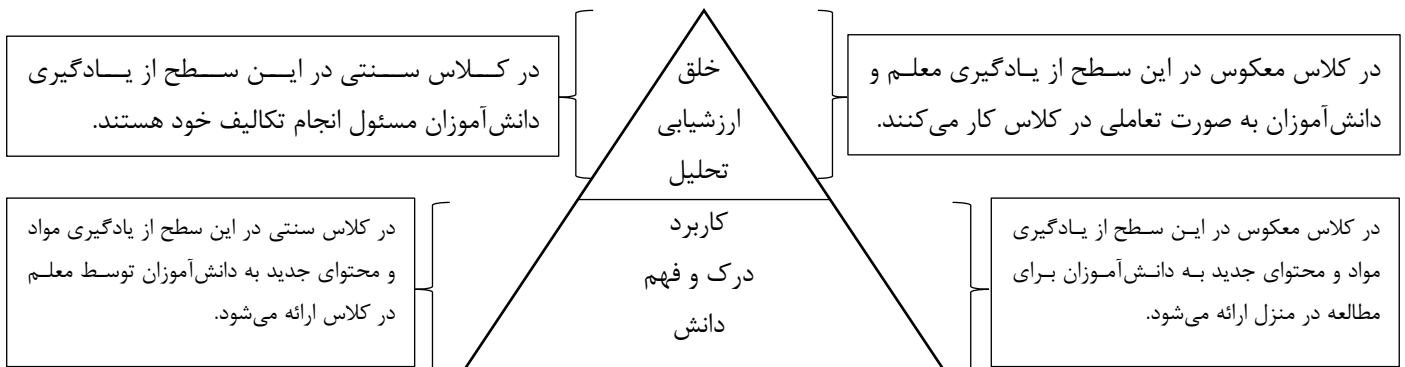 در کلاس معکوس در این سطح از یادگیری معلم و
دانش‌آموزان به صورت تعاملی در کلاس کار می‌کنند.
خلق
ارزشیابی
تحلیل
در کلاس سنتی در این سطح از یادگیری
دانش‌آموزان مسئول انجام تکالیف خود هستند.
در کلاس معکوس در این سطح از یادگیری
مواد و محتوای جدید به دانش‌آموزان برای
مطالعه در منزل ارائه می‌شود.
کاربرد
درک و فهم
دانش
در کلاس سنتی در این سطح از یادگیری مواد
و محتوای جدید به دانش‌آموزان توسط معلم
در کلاس ارائه می‌شود.